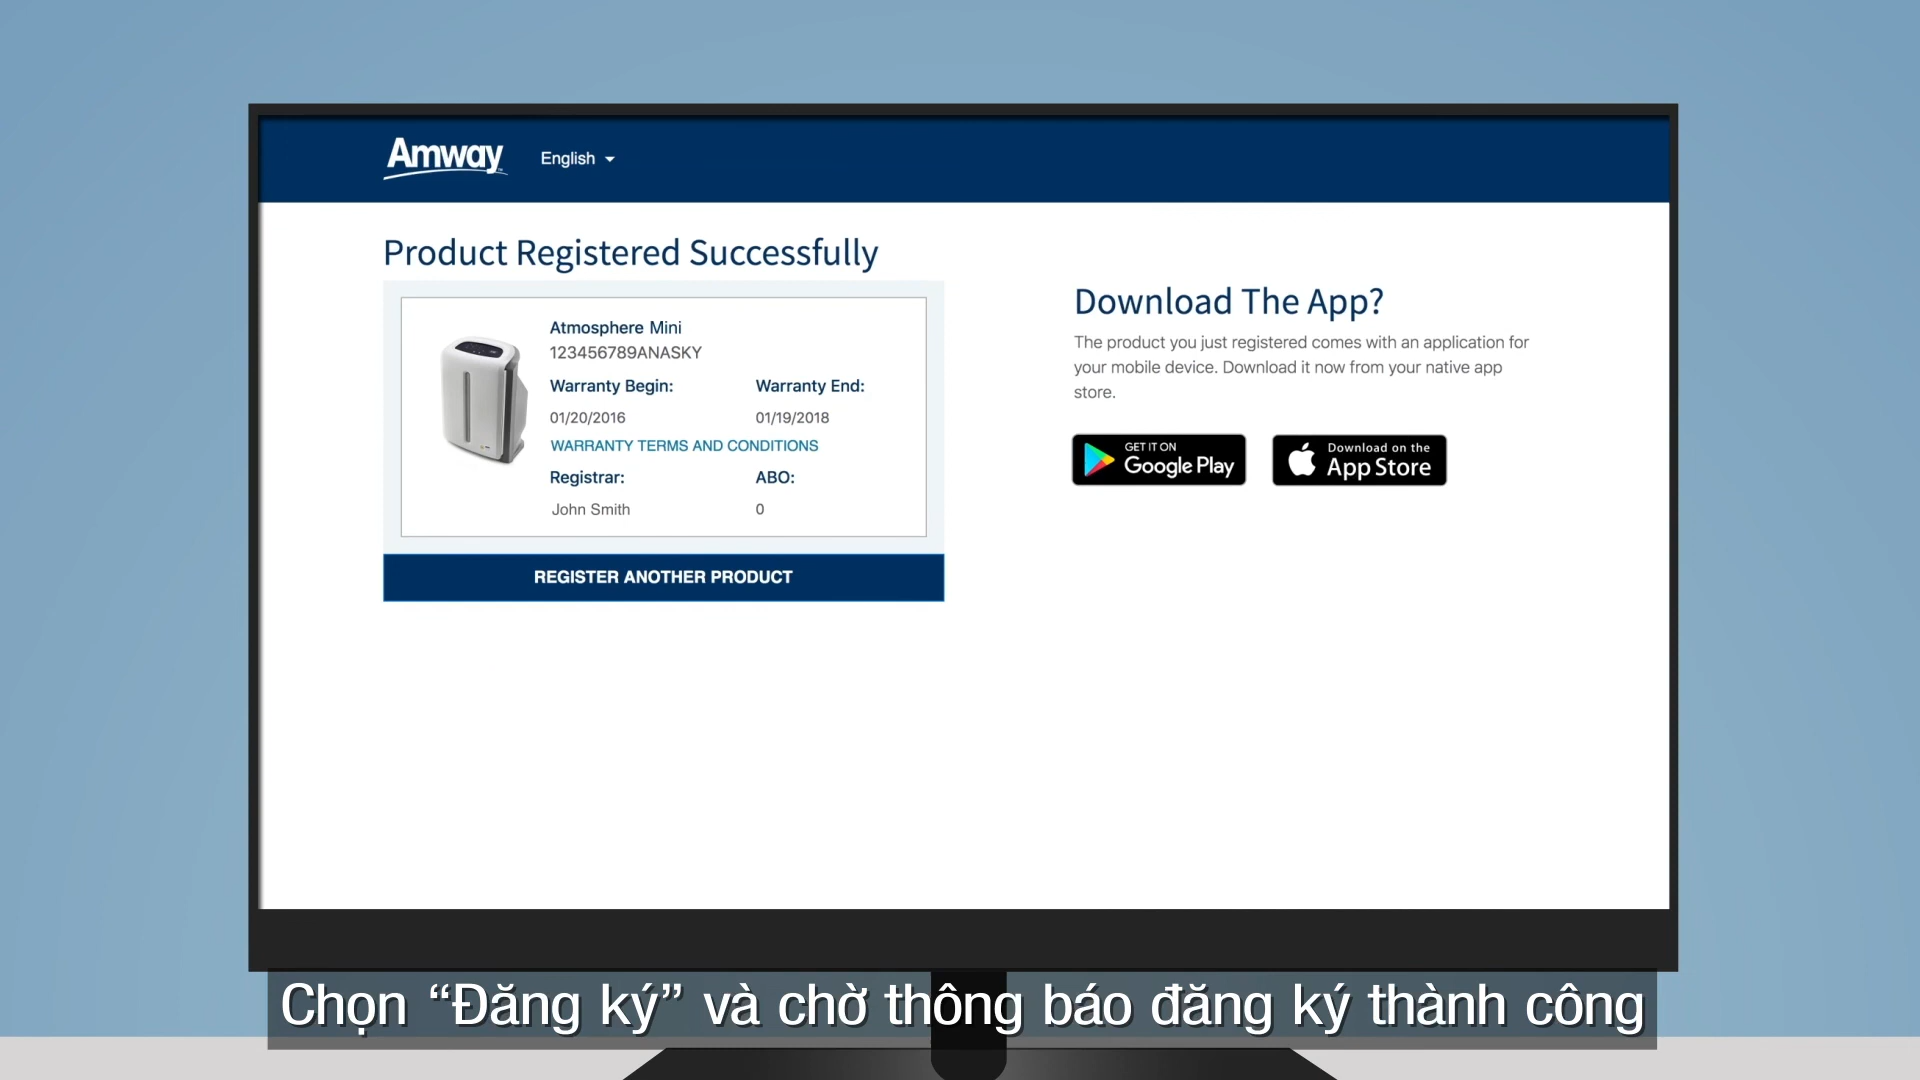 Amway
English
Product Registered Successfully
Atmosphere Mini
123456789ANASKY
Warranty Begin: Warranty End:
01/20/2016 01/19/2018
WARRANTY TERMS AND CONDITIONS
Registrar: ABO:
John Smith 0
REGISTER ANOTHER PRODUCT
Download The App?
The product you just registered comes with an application for
your mobile device. Download it now from your native app
store.
GET IT ON
Google Play
Download on the
App Store
Chọn “Đăng ký” và chờ thông báo đăng ký thành công